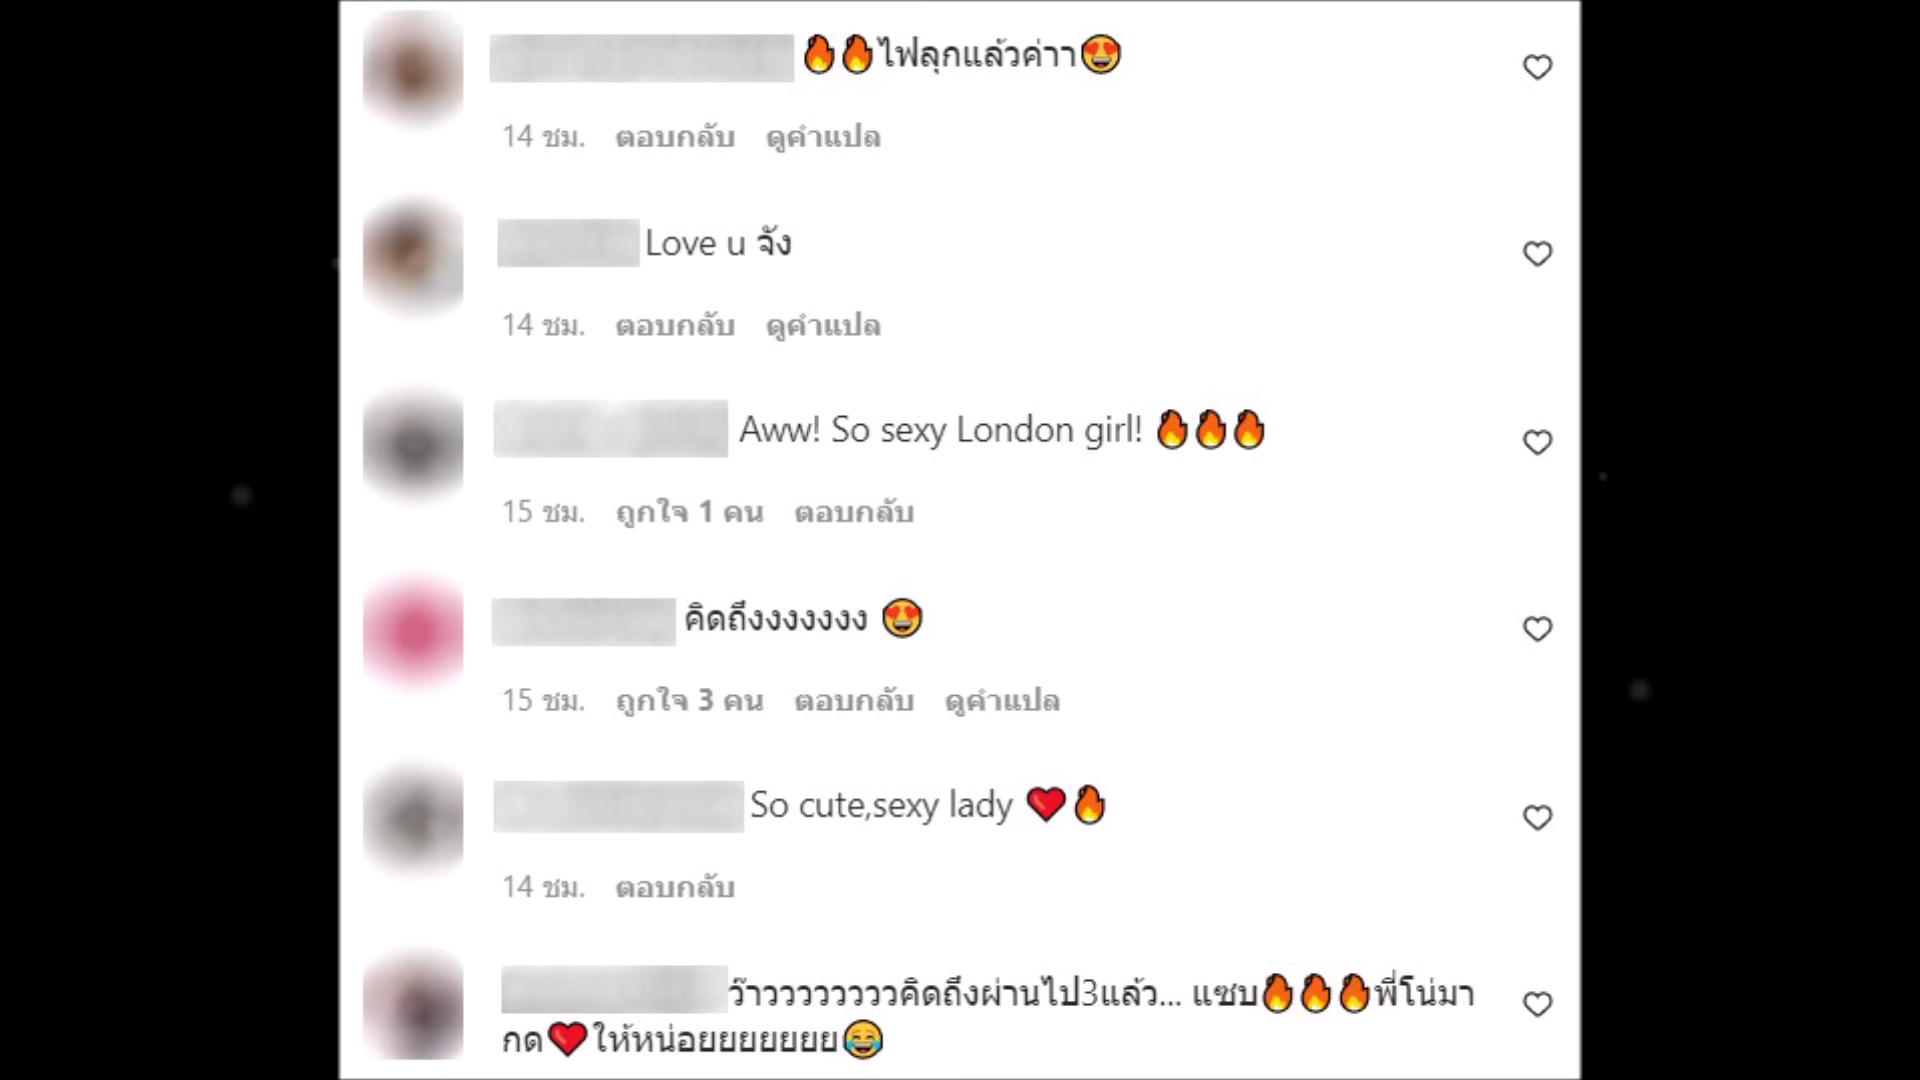 🔥🔥ไฟลุกแล้วค่าา😍
14 ชม. ตอบกลับ ดูคำแปล
Love u จัง
14 ชม. ตอบกลับ ดูคำแปล
Aww! So sexy London girl! 🔥🔥🔥
15 ชม. ถูกใจ 1 คน ตอบกลับ
คิดถึงงงงงงง 😍
15 ชม. ถูกใจ 3 คน ตอบกลับ ดูคำแปล
So cute,sexy lady ❤️🔥
14 ชม. ตอบกลับ
ว๊าววววววววคิดถึงผ่านไป3แล้ว... แซบ🔥🔥🔥พี่โน่มา
กด❤️ให้หน่อยยยยยยย😂